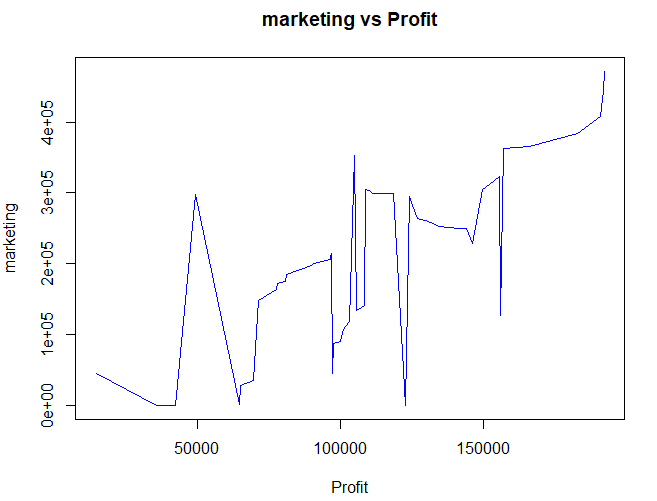 marketing vs Profit
marketing
4e+05
3e+05
2e+05
1e+05
0e+00
50000
100000
150000
Profit